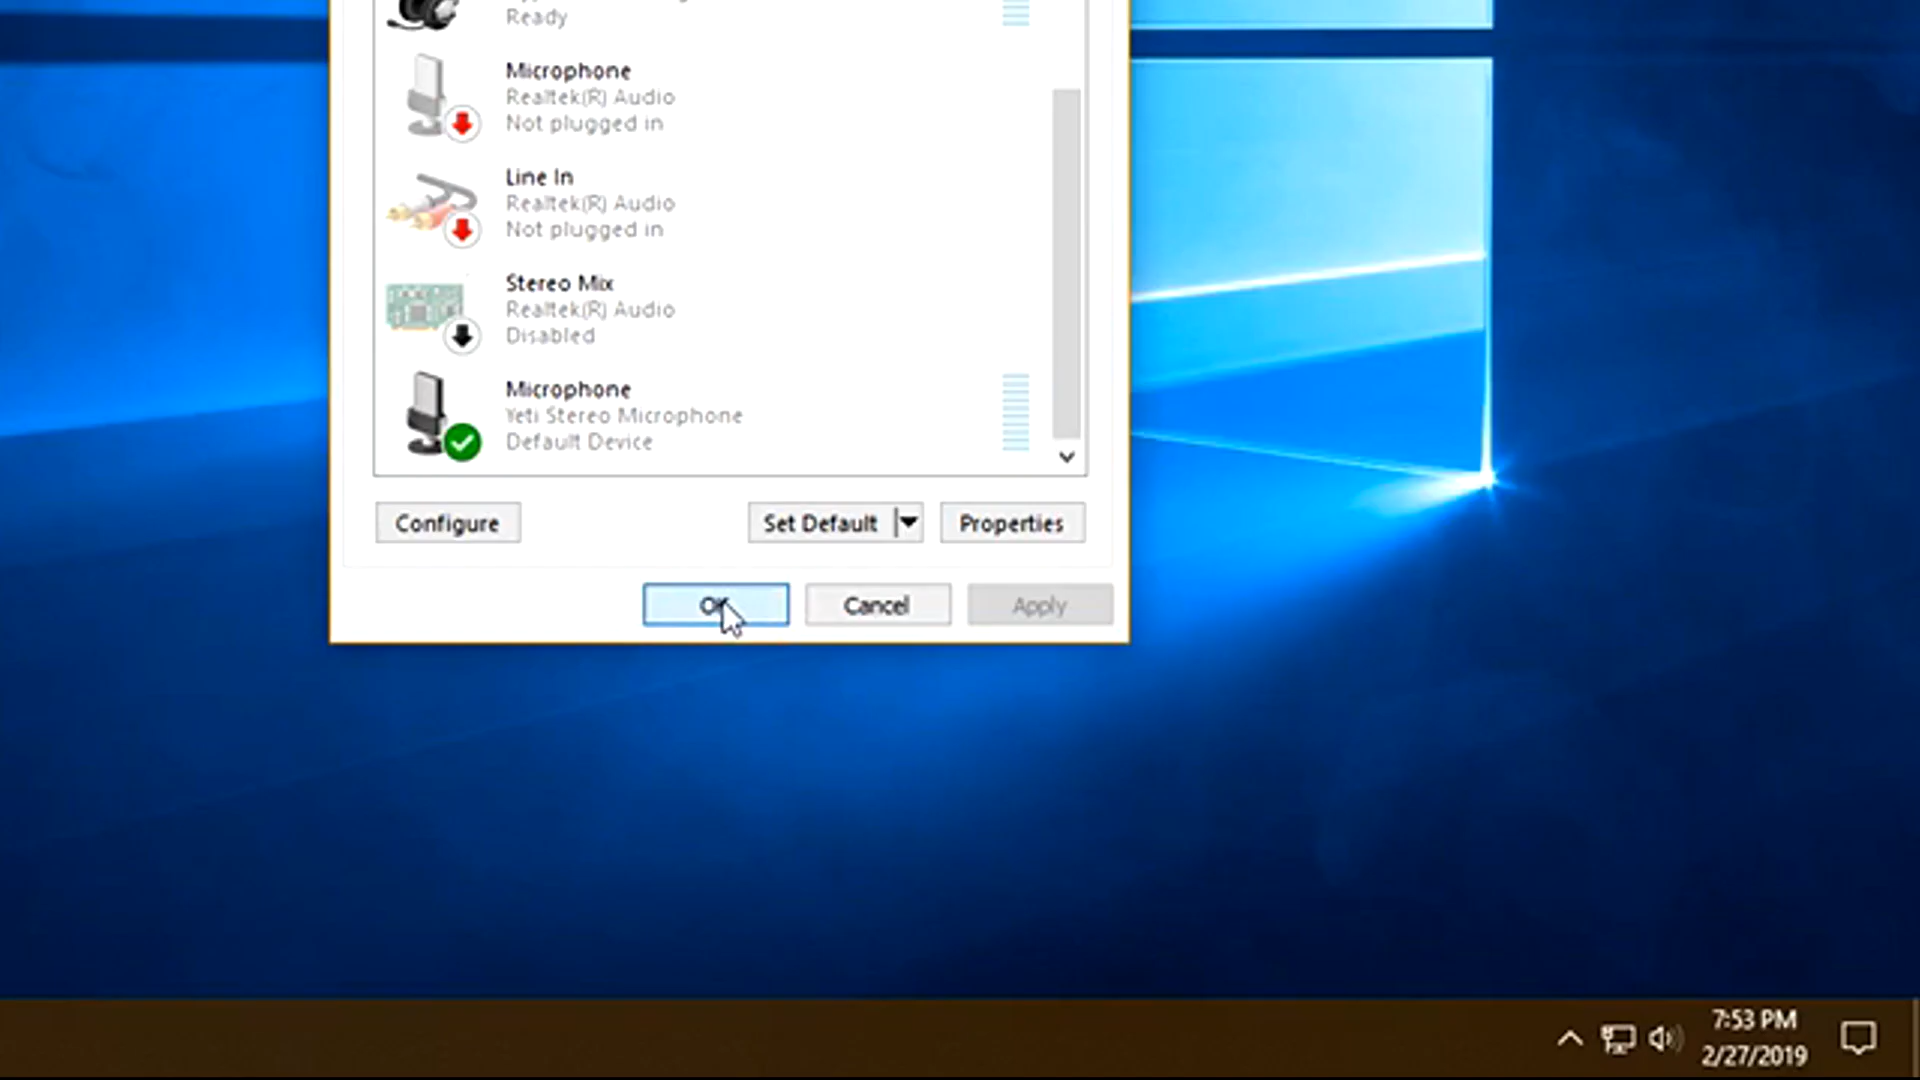 Ready
Microphone
Realtek(R) Audio
Not plugged in
Line In
Realtek(R) Audio
Not plugged in
Stereo Mix
Realtek(R) Audio
Disabled
Microphone
Yeti Stereo Microphone
Default Device
Configure
Set Default
Properties
OK
Cancel
Apply
7:53 PM
2/27/2019